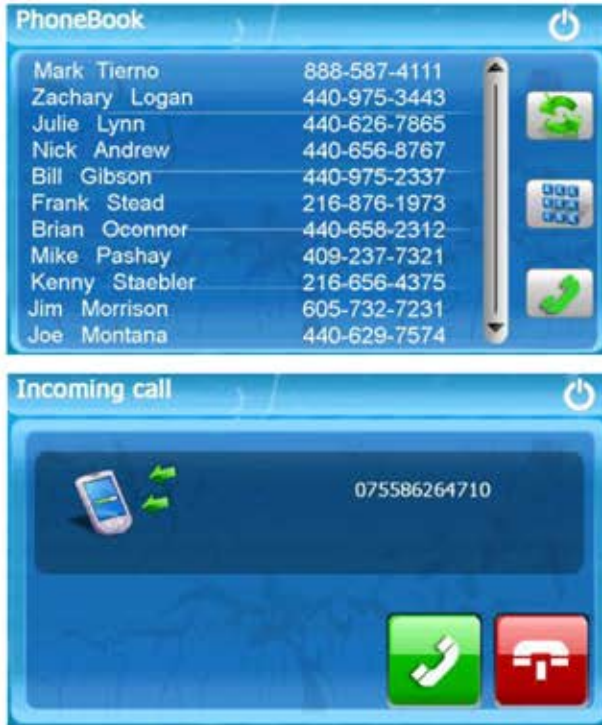 PhoneBook
Mark Tierno 888-587-4111
Zachary Logan 440-975-3443
Julie Lynn 440-626-7865
Nick Andrew 440-656-8767
Bill Gibson 440-975-2337
Frank Stead 216-876-1973
Brian Oconnor 440-658-2312
Mike Pashay 409-237-7321
Kenny Staebler 216-656-4375
Jim Morrison 605-732-7231
Joe Montana 440-629-7574
Incoming call
075586264710